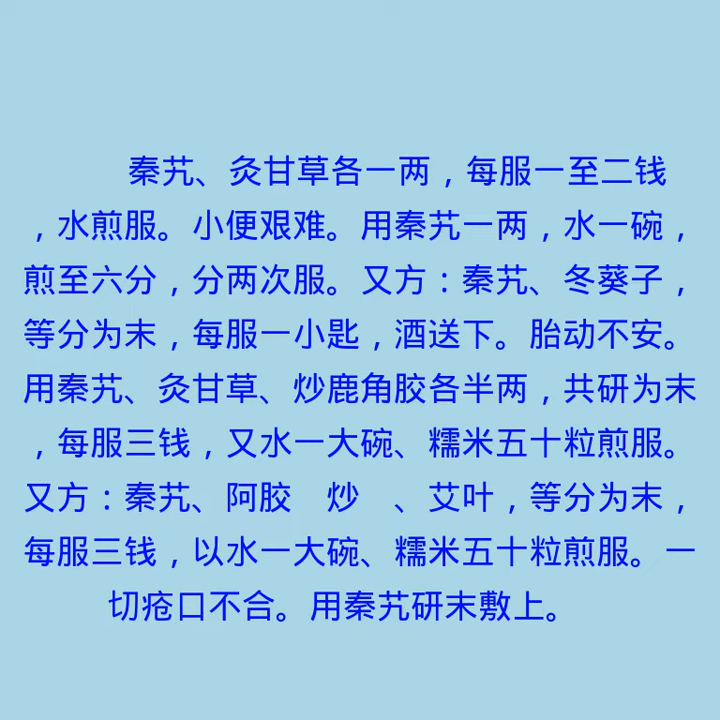 秦艽、灸甘草各一两，每服一至二钱
，水煎服。小便艰难。用秦艽一两，水一碗，
煎至六分，分两次服。又方：秦艽、冬葵子，
等分为末，每服一小匙，酒送下。胎动不安。
用秦艽、灸甘草、炒鹿角胶各半两，共研为末
，每服三钱，又水一大碗、糯米五十粒煎服。
又方：秦艽、阿胶　炒　、艾叶，等分为末，
每服三钱，以水一大碗、糯米五十粒煎服。一
切疮口不合。用秦艽研末敷上。